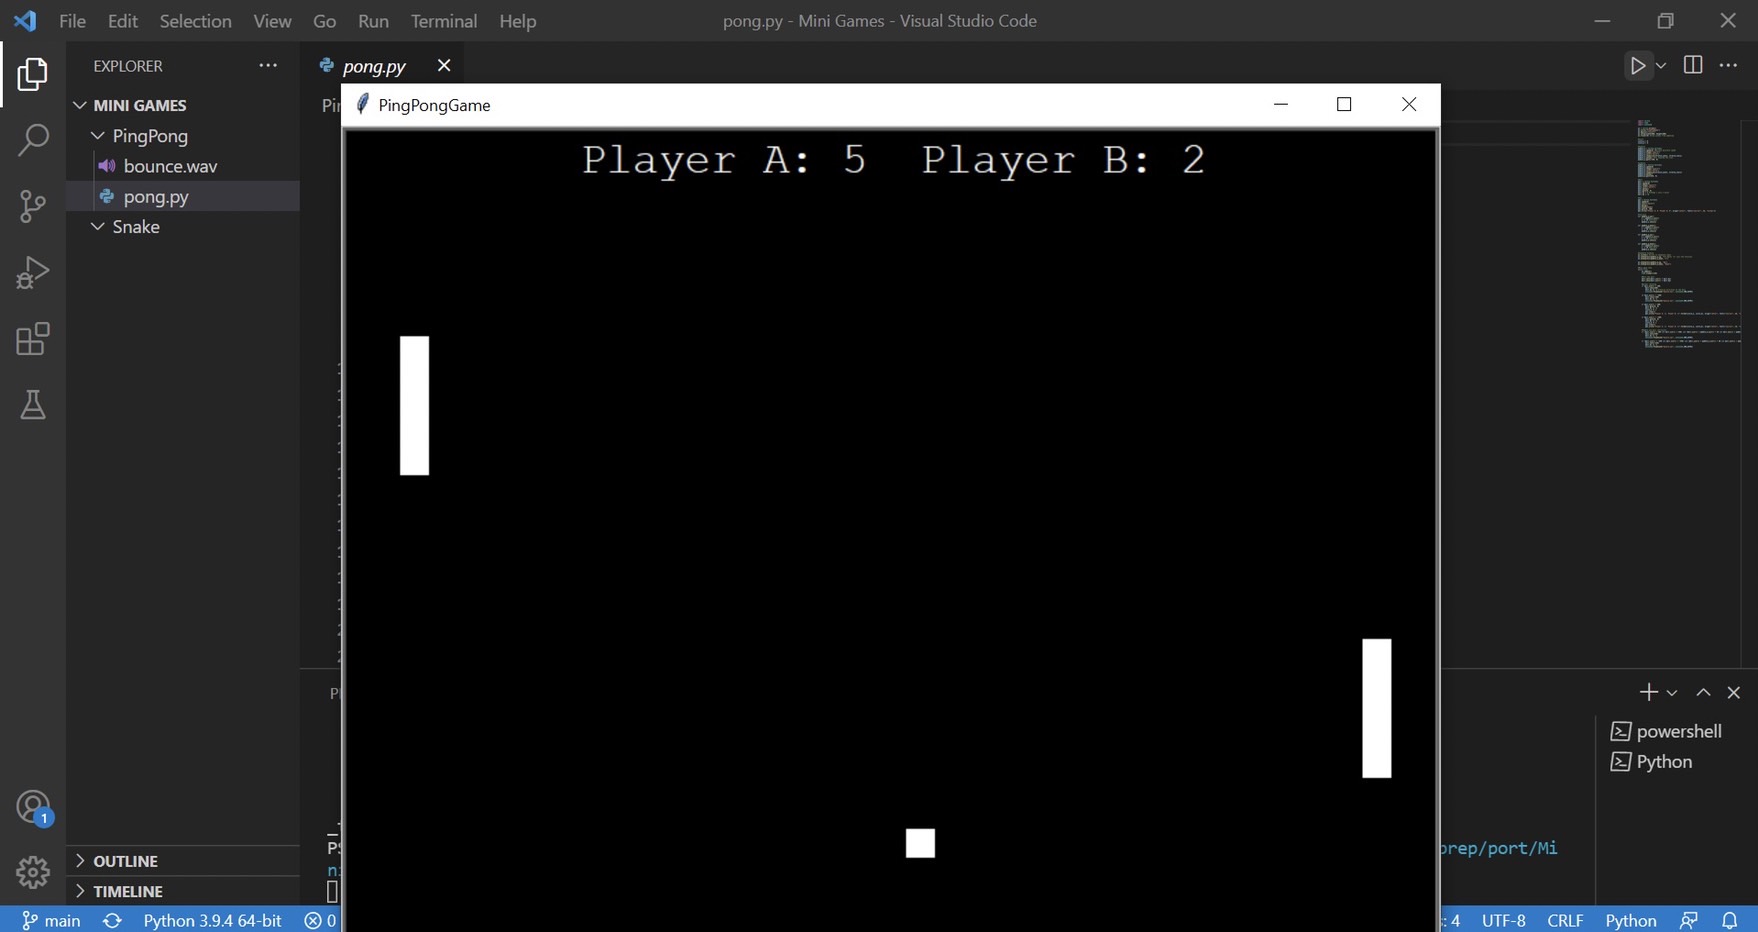 File Edit Selection View Go Run Terminal Help
pong.py - Mini Games - Visual Studio Code
EXPLORER
pong.py
MINI GAMES
PingPong
bounce.wav
pong.py
Snake
PingPongGame
Player A: 5 Player B: 2
powershell
Python
prep/port/Mi
1
OUTLINE
TIMELINE
main
Python 3.9.4 64-bit
0
: 4
UTF-8
CRLF
Python